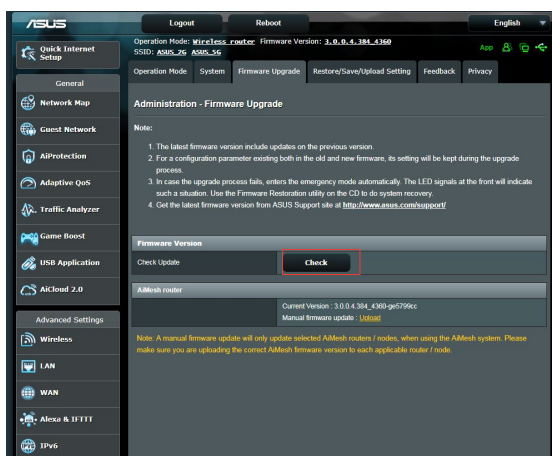 ASUS
Logout
Reboot
English
Quick Internet Setup
Operation Mode: Wireless router Firmware Version: 3.0.0.4.384_4360
SSID: ASUS_2G ASUS_5G
App
Operation Mode System Firmware Upgrade Restore/Save/Upload Setting Feedback Privacy
General
Network Map
Guest Network
AiProtection
Adaptive QoS
Traffic Analyzer
Game Boost
USB Application
AiCloud 2.0
Advanced Settings
Wireless
LAN
WAN
Alexa & IFTTT
IPv6
Administration - Firmware Upgrade
Note:
1. The latest firmware version include updates on the previous version.
2. For a configuration parameter existing both in the old and new firmware, its setting will be kept during the upgrade
process.
3. In case the upgrade process fails, enters the emergency mode automatically. The LED signals at the front will indicate
such a situation. Use the Firmware Restoration utility on the CD to do system recovery.
4. Get the latest firmware version from ASUS Support site at http://www.asus.com/support/
Firmware Version
Check Update
Check
AiMesh router
Current Version : 3.0.0.4.384_4360-ge5799cc
Manual firmware update : Upload
Note: A manual firmware update will only update selected AiMesh routers / nodes, when using the AiMesh system. Please
make sure you are uploading the correct AiMesh firmware version to each applicable router / node.